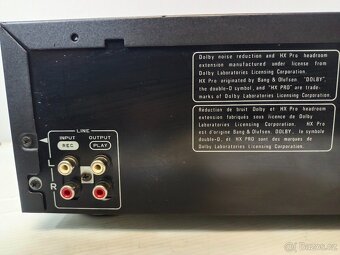 Dolby noise reduction and HX Pro headroom
extension manufactured under license from
Dolby Laboratories Licensing Corporation.
HX Pro originated by Bang & Olufsen. "DOLBY",
the double-D symbol, and "HX PRO" are trade-
marks of Dolby Laboratories Licensing Corporation.
Réduction de bruit Dolby et HX Pro headroom
extension fabriqués sous licence de Dolby
Laboratories Licensing Corporation. HX Pro
est d'origine Bang & Olufsen. DOLBY, le symbole
double-D, et HX PRO sont des marques de
Dolby Laboratories Licensing Corporation.
LINE
INPUT OUTPUT
REC PLAY
L
R
bazos.cz